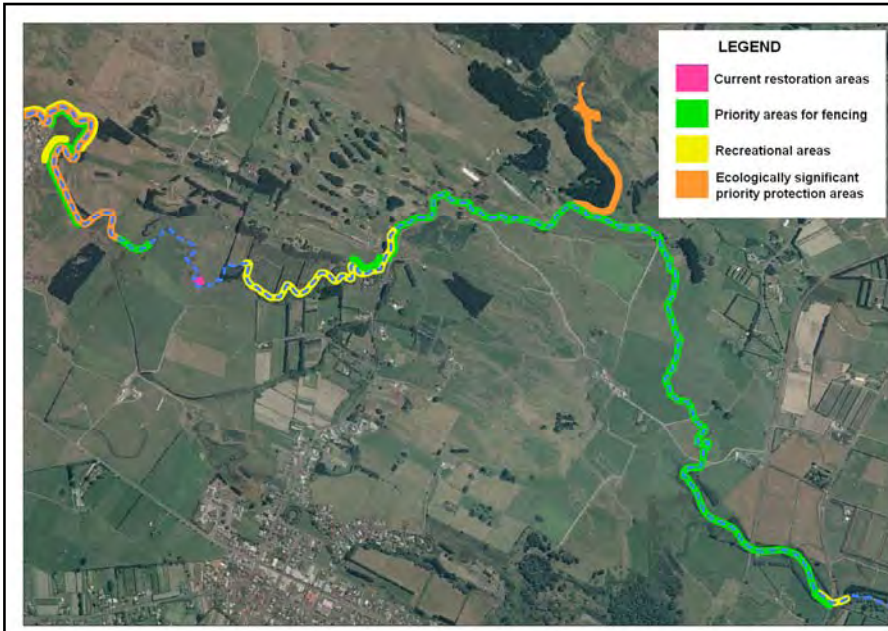 LEGEND
Current restoration areas
Priority areas for fencing
Recreational areas
Ecologically significant
priority protection areas